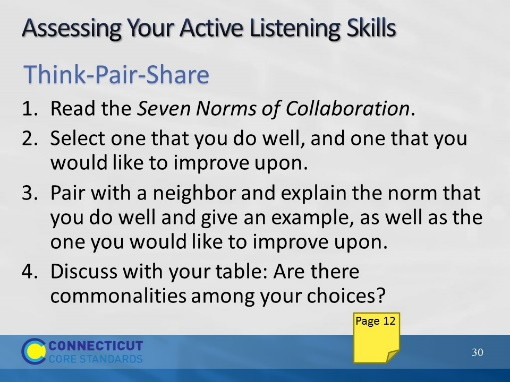 Assessing Your Active Listening Skills
Think-Pair-Share
1. Read the Seven Norms of Collaboration.
2. Select one that you do well, and one that you
would like to improve upon.
3. Pair with a neighbor and explain the norm that
you do well and give an example, as well as the
one you would like to improve upon.
4. Discuss with your table: Are there
commonalities among your choices?
Page 12
CONNECTICUT
CORE STANDARDS
30